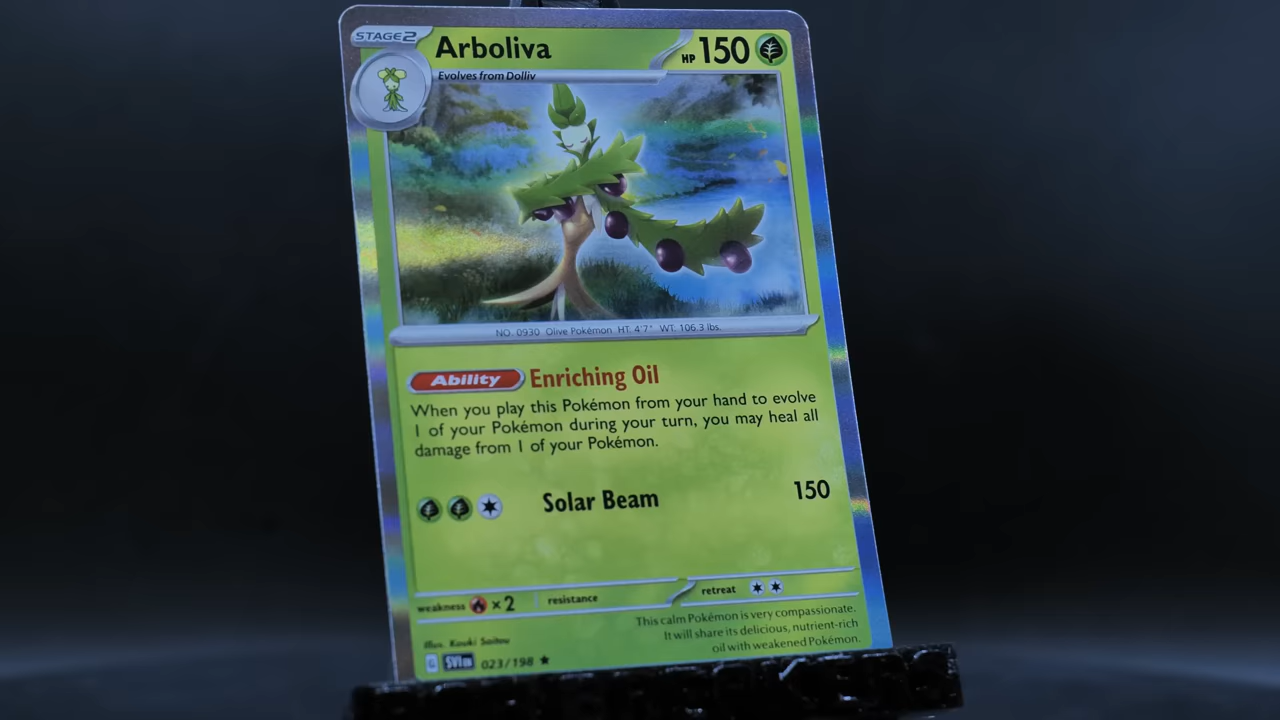 STAGE2
Arboliva
HP 150
Evolves from Dolliv
NO. 0930 Olive Pokémon HT. 4'7" WT. 106.3 lbs.
Ability Enriching Oil
When you play this Pokémon from your hand to evolve
1 of your Pokémon during your turn, you may heal all
damage from 1 of your Pokémon.
Solar Beam 150
weakness ×2 resistance retreat
This calm Pokémon is very compassionate.
It will share its delicious, nutrient-rich
oil with weakened Pokémon.
Illus. Kouki Saitou
G SVI EN 023/198